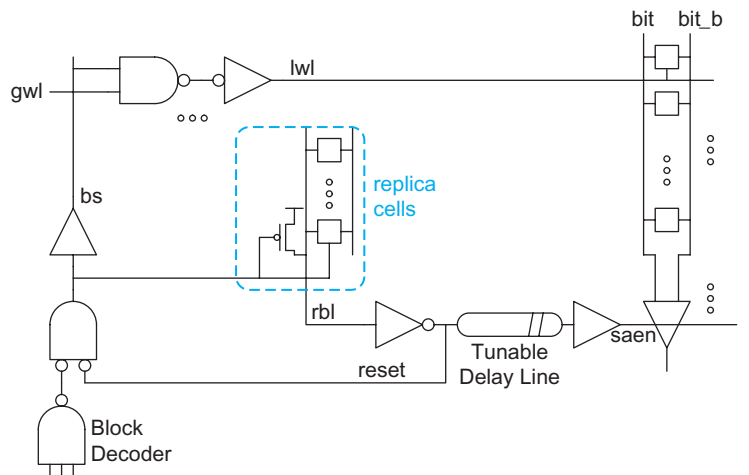 bit
bit_b
lwl
gwl
bs
replica
cells
rbl
saen
reset
Tunable
Delay Line
Block
Decoder